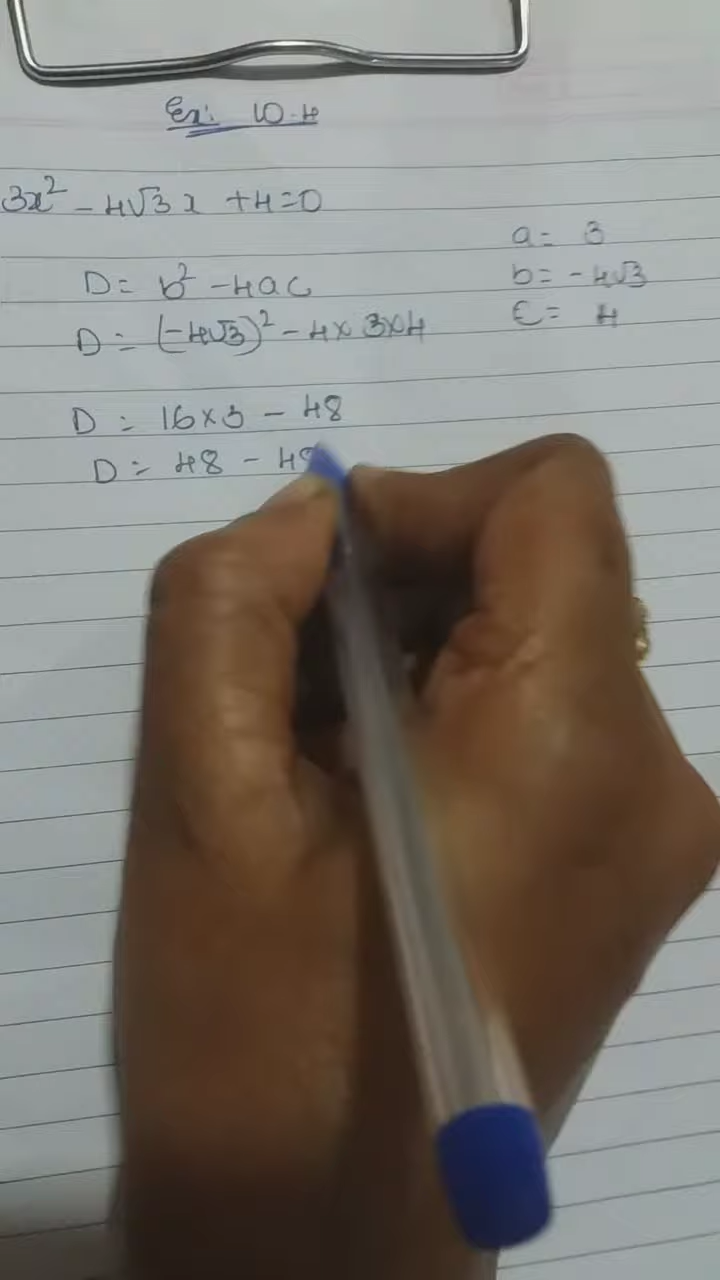 Ex: 10.4
3x² - 4√3 x + 4 = 0
a = 3
D = b² - 4ac
b = -4√3
D = (-4√3)² - 4 × 3 × 4
c = 4
D = 16 × 3 - 48
D = 48 - 48